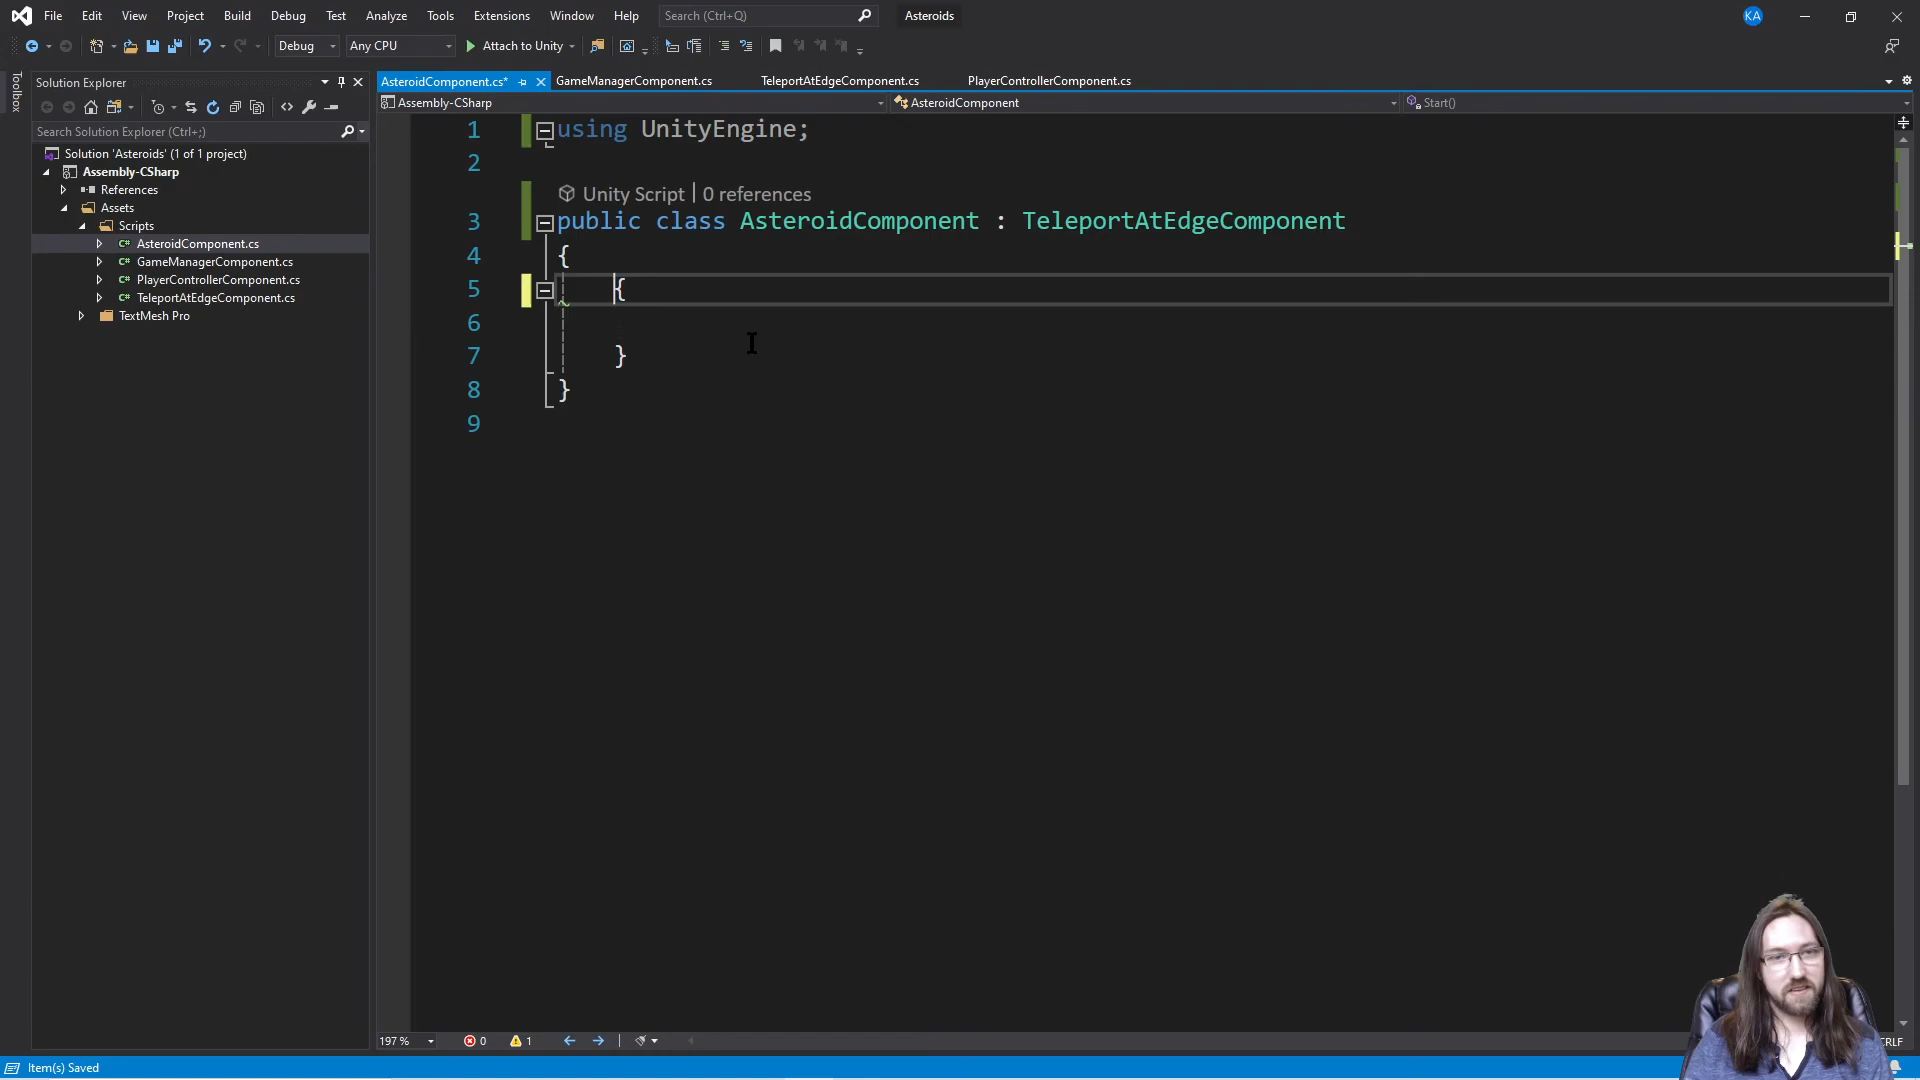 File Edit View Project Build Debug Test Analyze Tools Extensions Window Help Search (Ctrl+Q) Asteroids KA
Debug Any CPU Attach to Unity
Toolbox
Solution Explorer
Search Solution Explorer (Ctrl+;)
Solution 'Asteroids' (1 of 1 project)
Assembly-CSharp
References
Assets
Scripts
C# AsteroidComponent.cs
C# GameManagerComponent.cs
C# PlayerControllerComponent.cs
C# TeleportAtEdgeComponent.cs
TextMesh Pro
AsteroidComponent.cs* GameManagerComponent.cs TeleportAtEdgeComponent.cs PlayerControllerComponent.cs
Assembly-CSharp AsteroidComponent Start()
1 using UnityEngine;
2
Unity Script | 0 references
3 public class AsteroidComponent : TeleportAtEdgeComponent
4 {
5 {
6
7 }
8 }
9
197 % 0 1 CRLF
Item(s) Saved